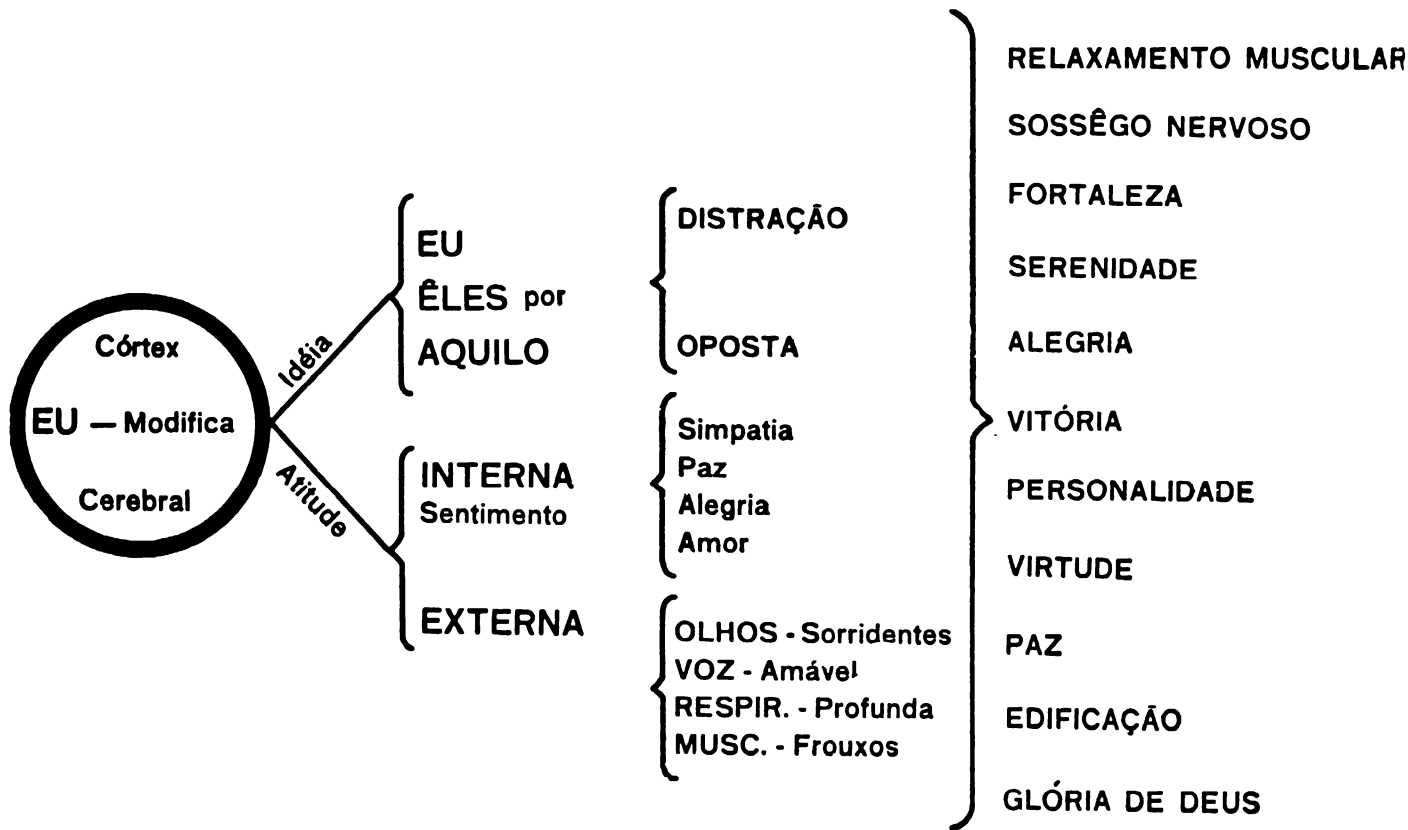 Córtex
EU — Modifica
Cerebral
Idéia
Atitude
EU
ÊLES por
AQUILO
INTERNA
Sentimento
EXTERNA
DISTRAÇÃO
OPOSTA
Simpatia
Paz
Alegria
Amor
OLHOS - Sorridentes
VOZ - Amável
RESPIR. - Profunda
MUSC. - Frouxos
RELAXAMENTO MUSCULAR
SOSSÊGO NERVOSO
FORTALEZA
SERENIDADE
ALEGRIA
VITÓRIA
PERSONALIDADE
VIRTUDE
PAZ
EDIFICAÇÃO
GLÓRIA DE DEUS